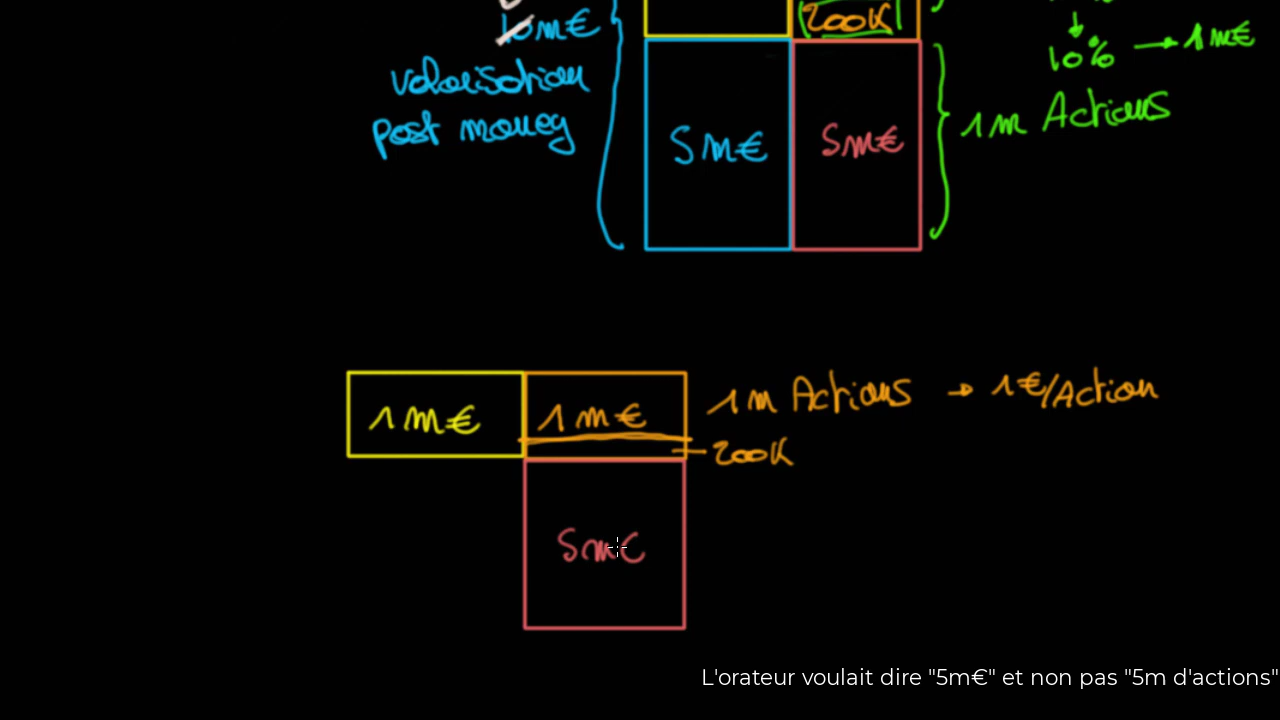 10m€
200K
10% → 1m€
valorisation
post money
5m€
5m€
1m Actions
1m€
1m€
1m Actions → 1€/Action
200K
5m€
L'orateur voulait dire "5m€" et non pas "5m d'actions"